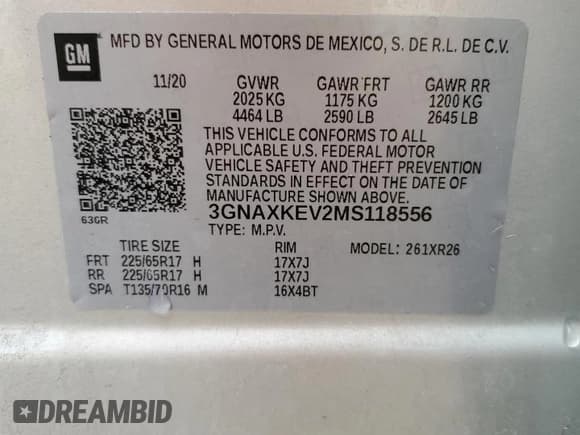 GM
MFD BY GENERAL MOTORS DE MEXICO, S. DE R.L. DE C.V.
11/20 GVWR GAWR FRT GAWR RR
2025 KG 1175 KG 1200 KG
4464 LB 2590 LB 2645 LB
THIS VEHICLE CONFORMS TO ALL
APPLICABLE U.S. FEDERAL MOTOR
VEHICLE SAFETY AND THEFT PREVENTION
STANDARDS IN EFFECT ON THE DATE OF
MANUFACTURE SHOWN ABOVE.
63GR 3GNAXKEV2MS118556
TYPE: M.P.V.
TIRE SIZE RIM MODEL: 261XR26
FRT 225/65R17 H 17X7J
RR 225/65R17 H 17X7J
SPA T135/70R16 M 16X4BT
DREAMBID